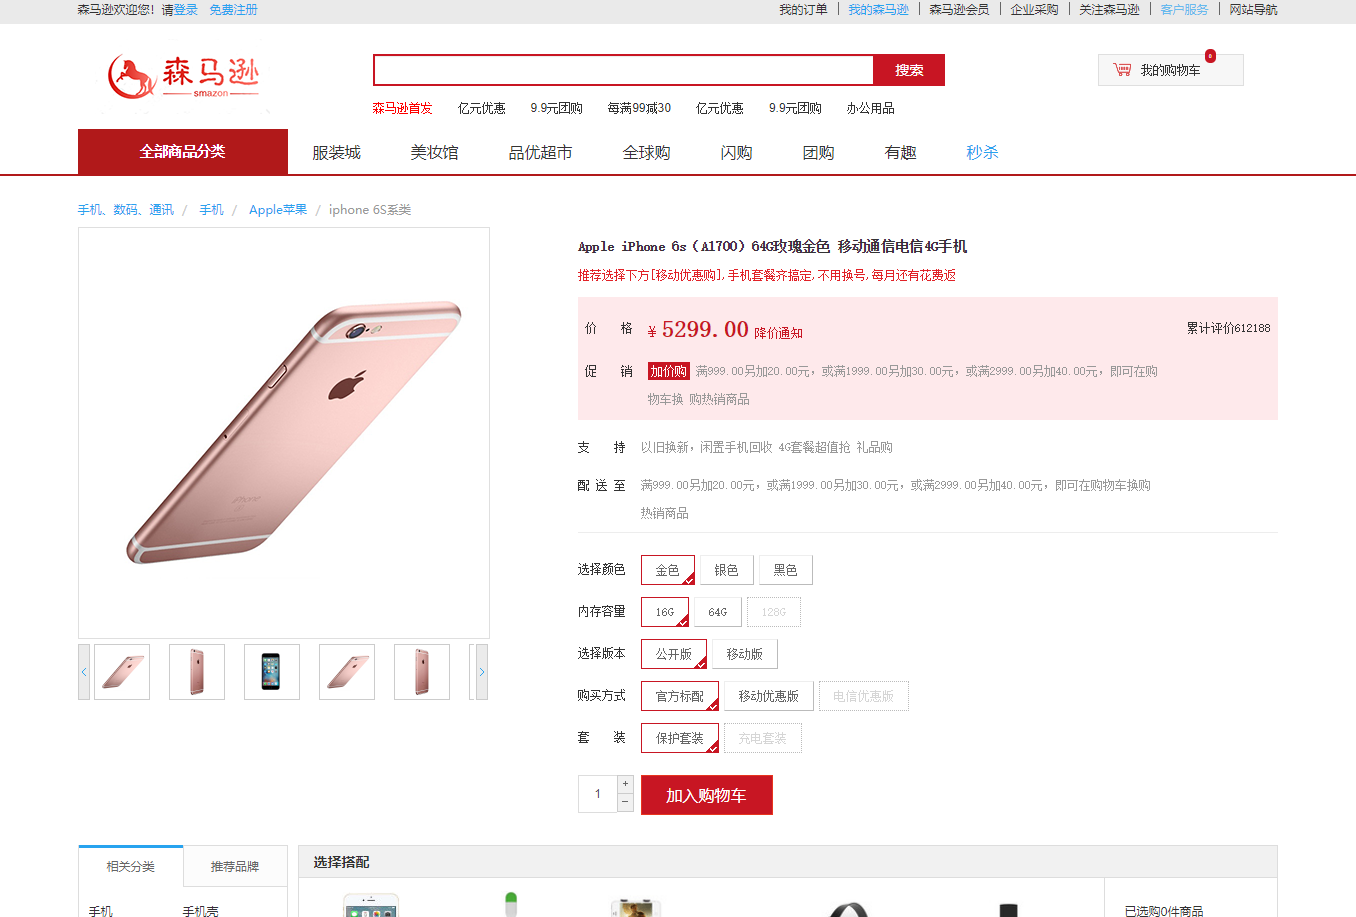 森马逊欢迎您！请登录 免费注册
我的订单 我的森马逊 森马逊会员 企业采购 关注森马逊 客户服务 网站导航
森马逊
smazon
搜索
0
我的购物车
森马逊首发 亿元优惠 9.9元团购 每满99减30 亿元优惠 9.9元团购 办公用品
全部商品分类 服装城 美妆馆 品优超市 全球购 闪购 团购 有趣 秒杀
手机、数码、通讯 / 手机 / Apple苹果 / iphone 6S系类
Apple iPhone 6s（A1700）64G玫瑰金色 移动通信电信4G手机
推荐选择下方[移动优惠购],手机套餐齐搞定,不用换号,每月还有花费返
价 格 ¥ 5299.00 降价通知 累计评价612188
促 销 加价购 满999.00另加20.00元，或满1999.00另加30.00元，或满2999.00另加40.00元，即可在购
物车换 购热销商品
支 持 以旧换新，闲置手机回收 4G套餐超值抢 礼品购
配 送 至 满999.00另加20.00元，或满1999.00另加30.00元，或满2999.00另加40.00元，即可在购物车换购
热销商品
选择颜色 金色 银色 黑色
内存容量 16G 64G 128G
选择版本 公开版 移动版
购买方式 官方标配 移动优惠版 电信优惠版
套 装 保护套装 充电套装
1 + − 加入购物车
相关分类 推荐品牌 选择搭配
手机 手机壳 已选购0件商品